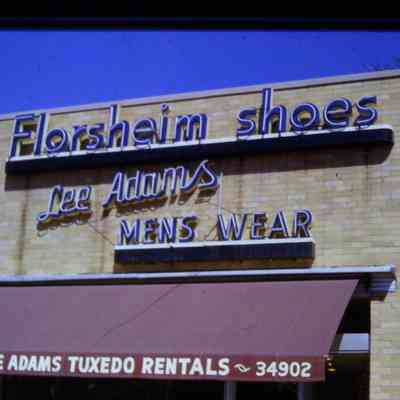 Florsheim shoes
Lee Adams
MENS WEAR
E ADAMS TUXEDO RENTALS ~ 34902